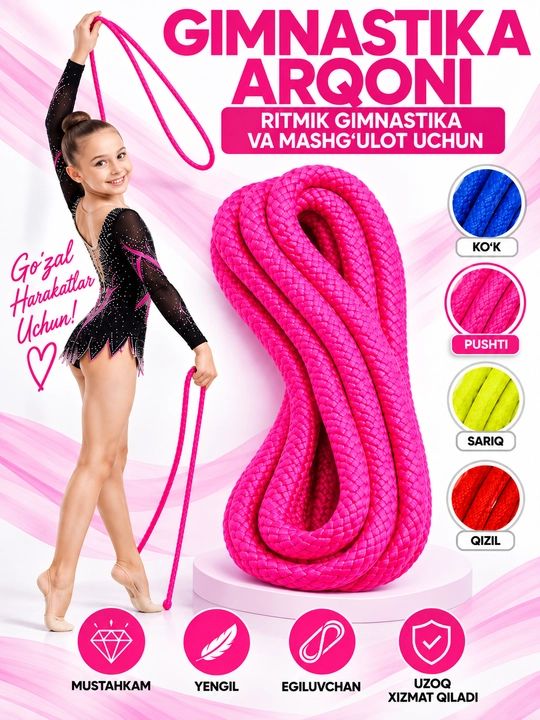 GIMNASTIKA
ARQONI
RITMIK GIMNASTIKA
VA MASHG‘ULOT UCHUN
Go‘zal
Harakatlar
Uchun!
KO‘K
PUSHTI
SARIQ
QIZIL
MUSTAHKAM
YENGIL
EGILUVCHAN
UZOQ
XIZMAT QILADI